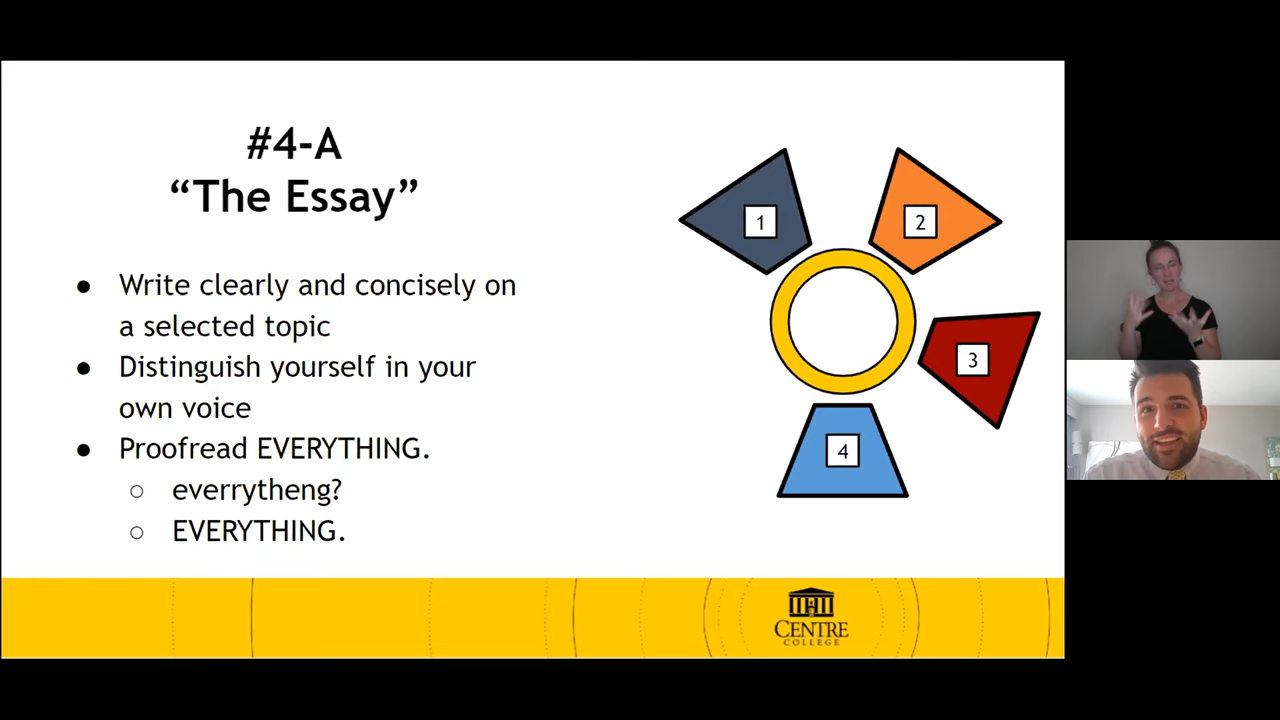 #4-A
“The Essay”
● Write clearly and concisely on
a selected topic
● Distinguish yourself in your
own voice
● Proofread EVERYTHING.
○ everrytheng?
○ EVERYTHING.
1
2
3
4
CENTRE
COLLEGE